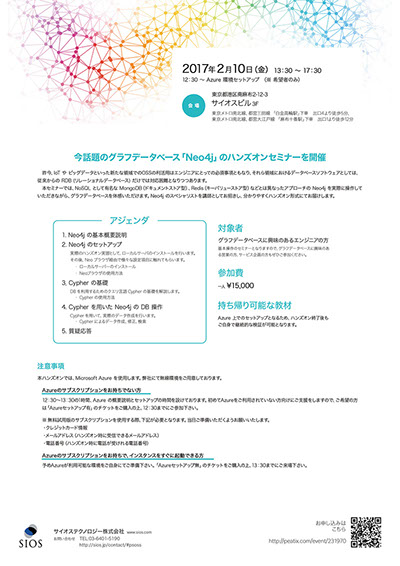 2017年2月10日(金) 13:30 ～ 17:30
12:30 ～ Azure 環境セットアップ (※ 希望者のみ)
会場
東京都港区南麻布2-12-3
サイオスビル 3F
東京メトロ南北線、都営三田線 「白金高輪駅」下車 出口4より徒歩5分、
東京メトロ南北線、都営大江戸線 「麻布十番駅」下車 出口1より徒歩12分
今話題のグラフデータベース「Neo4j」のハンズオンセミナーを開催
昨今、IoT や ビッグデータといった新たな領域でのOSSの利活用はエンジニアにとっての必須事項ともなり、それら領域におけるデータベースソフトウェアとしては、
従来からの RDB (リレーショナルデータベース) だけでは対応困難となりつつあります。
本セミナーでは、NoSQL として有名な MongoDB (ドキュメントストア型) 、Redis (キーバリューストア型) などとは異なったアプローチの Neo4j を実際に操作して
いただきながら、グラフデータベースを体感いただきます。Neo4j のスペシャリストを講師としてお招きし、分かりやすくハンズオン形式にてお届けします。
アジェンダ
1. Neo4j の基本概要説明
2. Neo4j のセットアップ
実際のハンズオン実習として、ローカルサーバのインストールを行います。
その後、Neo ブラウザ経由で様々な設定項目に触れてもらいます。
・ ローカルサーバーのインストール
・ Neoブラウザの使用方法
3. Cypher の基礎
DB を利用するためのクエリ言語 Cypher の基礎を解説します。
・ Cypher の使用方法
4. Cypher を用いた Neo4j の DB 操作
Cypher を用いて、実際のデータ作成を行います。
・ Cypher によるデータ作成、修正、検索
5. 質疑応答
対象者
グラフデータベースに興味のあるエンジニアの方
基本操作のセミナーとなりますので、グラフデータベースに興味のあ
る営業の方、サービス企画の方もぜひご参加ください。
参加費
一人 ¥15,000
持ち帰り可能な教材
Azure 上でのセットアップとなるため、ハンズオン終了後も
ご自身で継続的な検証が可能となります。
注意事項
本ハンズオンでは、Microsoft Azure を使用します。弊社にて無線環境をご用意しております。
Azureのサブスクリプションをお持ちでない方
12:30～13:30の1時間、Azure の概要説明とセットアップの時間を設けております。初めてAzureをご利用されていない方向けにご支援をしますので、ご希望の方
は「Azureセットアップ有」のチケットをご購入の上、12:30までにご参加下さい。
※ 無料試用版のサブスクリプションを使用する際、下記が必要となります。当日ご準備いただくようお願いいたします。
・クレジットカード情報
・メールアドレス (ハンズオン時に受信できるメールアドレス)
・電話番号 (ハンズオン時に電話が受けれる電話番号)
Azureのサブスクリプションをお持ちで、インスタンスをすぐに起動できる方
予めAzureが利用可能な環境をご自身にてご準備下さい。「Azureセットアップ無」のチケットをご購入の上、13:30までにご来場下さい。
SIOS
サイオステクノロジー株式会社 www.sios.com
お問い合わせ TEL:03-6401-5190
http://sios.jp/contact/#psoss
お申し込みは
こちら
http://peatix.com/event/231970